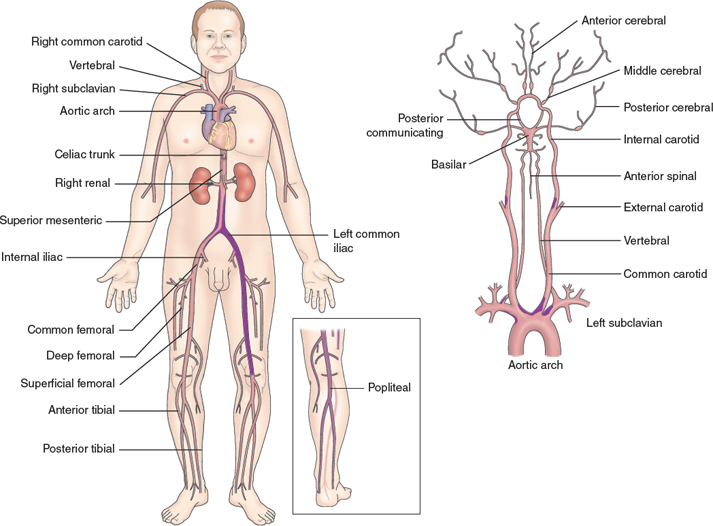 Right common carotid
Vertebral
Right subclavian
Aortic arch
Celiac trunk
Right renal
Superior mesenteric
Internal iliac
Left common
iliac
Common femoral
Deep femoral
Superficial femoral
Anterior tibial
Posterior tibial
Popliteal
Anterior cerebral
Middle cerebral
Posterior cerebral
Posterior
communicating
Internal carotid
Basilar
Anterior spinal
External carotid
Vertebral
Common carotid
Left subclavian
Aortic arch